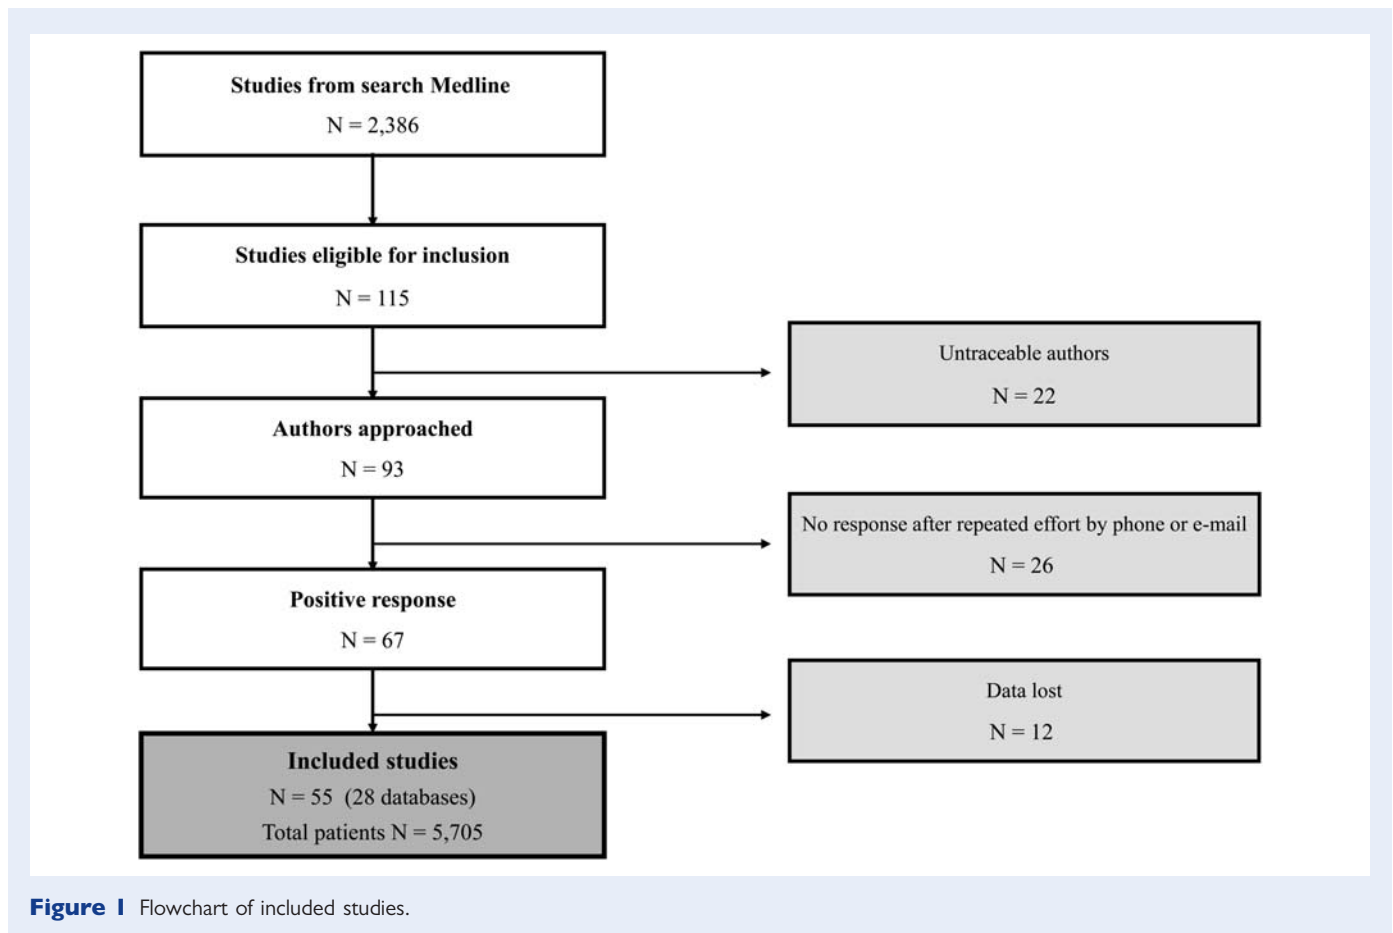 Studies from search Medline
N = 2,386
Studies eligible for inclusion
N = 115
Untraceable authors
N = 22
Authors approached
N = 93
No response after repeated effort by phone or e-mail
N = 26
Positive response
N = 67
Data lost
N = 12
Included studies
N = 55 (28 databases)
Total patients N = 5,705
Figure 1 Flowchart of included studies.